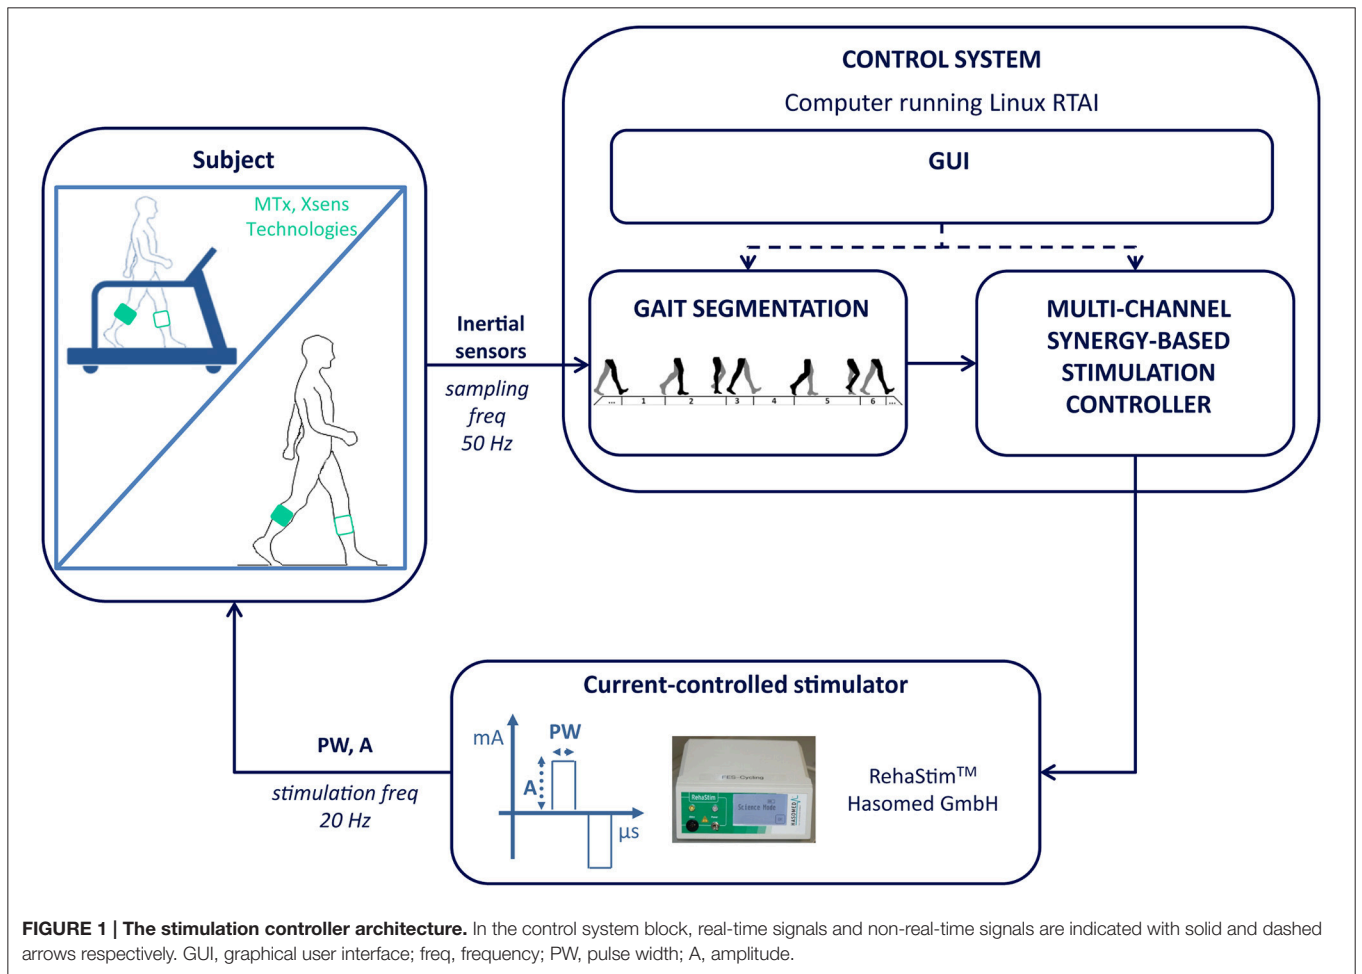 CONTROL SYSTEM
Computer running Linux RTAI
GUI
Subject
MTx, Xsens
Technologies
Inertial
sensors
sampling
freq
50 Hz
GAIT SEGMENTATION
... 1 2 3 4 5 6 ...
MULTI-CHANNEL
SYNERGY-BASED
STIMULATION
CONTROLLER
Current-controlled stimulator
mA
PW
A
µs
RehaStim
Science Mode
HASOMED
RehaStim™
Hasomed GmbH
PW, A
stimulation freq
20 Hz
FIGURE 1 | The stimulation controller architecture. In the control system block, real-time signals and non-real-time signals are indicated with solid and dashed
arrows respectively. GUI, graphical user interface; freq, frequency; PW, pulse width; A, amplitude.